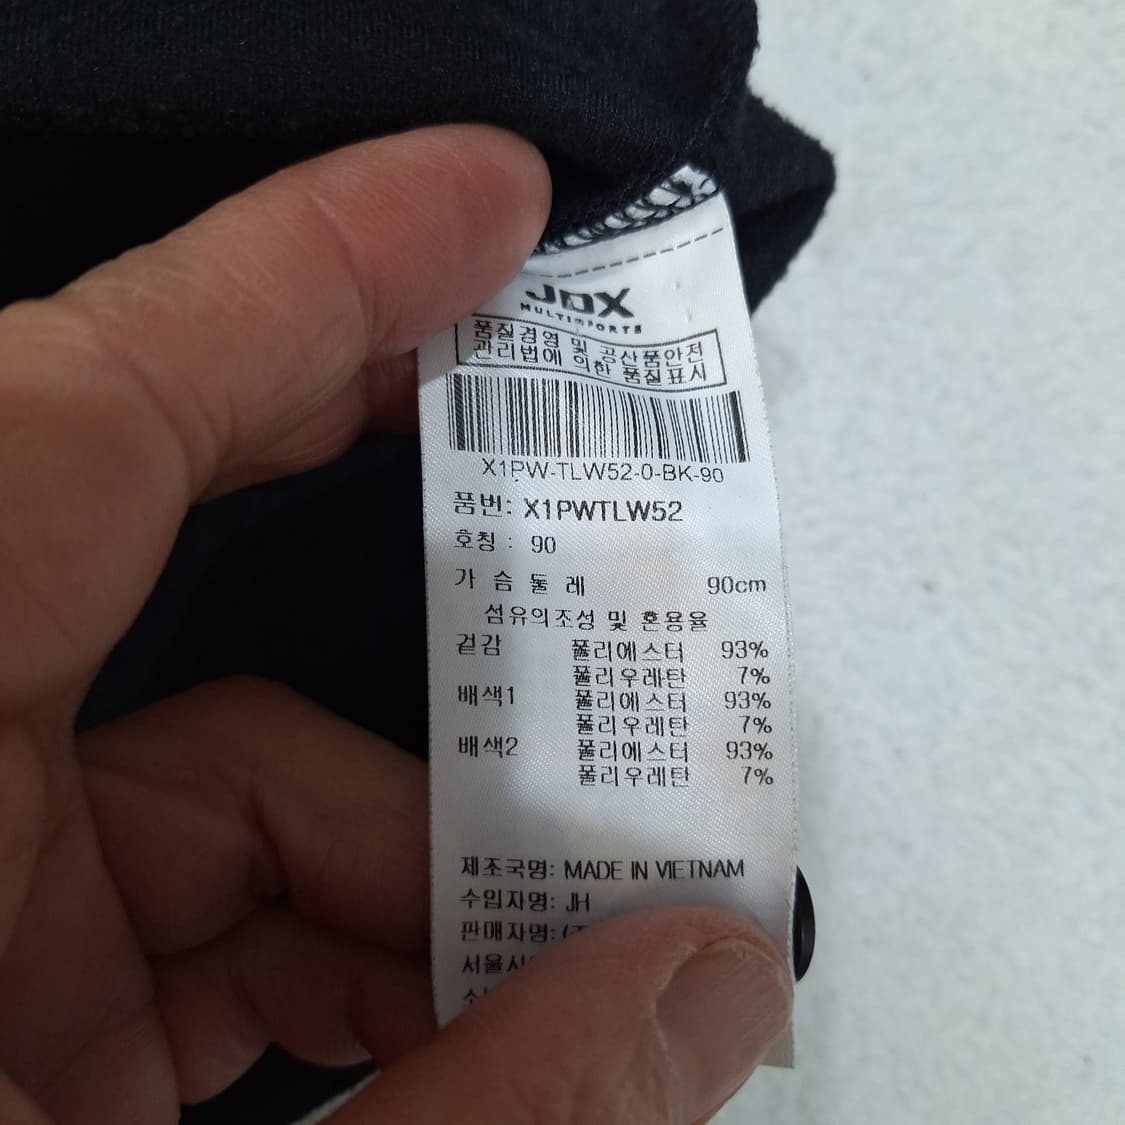 JDX
MULTISPORTS
품질경영 및 공산품안전
관리법에 의한 품질표시
X1PW-TLW52-0-BK-90
품번: X1PWTLW52
호칭 : 90
가 슴 둘 레 90cm
섬유의조성 및 혼용율
겉감 폴리에스터 93%
폴리우레탄 7%
배색1 폴리에스터 93%
폴리우레탄 7%
배색2 폴리에스터 93%
폴리우레탄 7%
제조국명: MADE IN VIETNAM
수입자명: JH
판매자명: